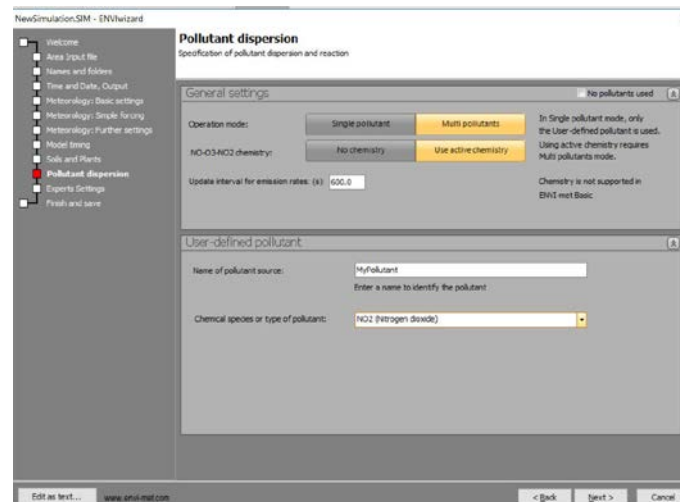 NewSimulation.SIM - ENVIwizard
Welcome
Area Input file
Names and folders
Time and Date, Output
Meteorology: Basic settings
Meteorology: Simple forcing
Meteorology: Further settings
Model timing
Soils and Plants
Pollutant dispersion
Experts Settings
Finish and save
Pollutant dispersion
Specification of pollutant dispersion and reaction
General settings
No pollutants used
Operation mode:
Single pollutant
Multi pollutants
In Single pollutant mode, only
the User-defined pollutant is used.
NO-O3-NO2 chemistry:
No chemistry
Use active chemistry
Using active chemistry requires
Multi pollutants mode.
Update interval for emission rates: (s)
600.0
Chemistry is not supported in
ENVI-met Basic
User-defined pollutant
Name of pollutant source:
MyPollutant
Enter a name to identify the pollutant
Chemical species or type of pollutant:
NO2 (Nitrogen dioxide)
Edit as text...
www.envi-met.com
< Back
Next >
Cancel